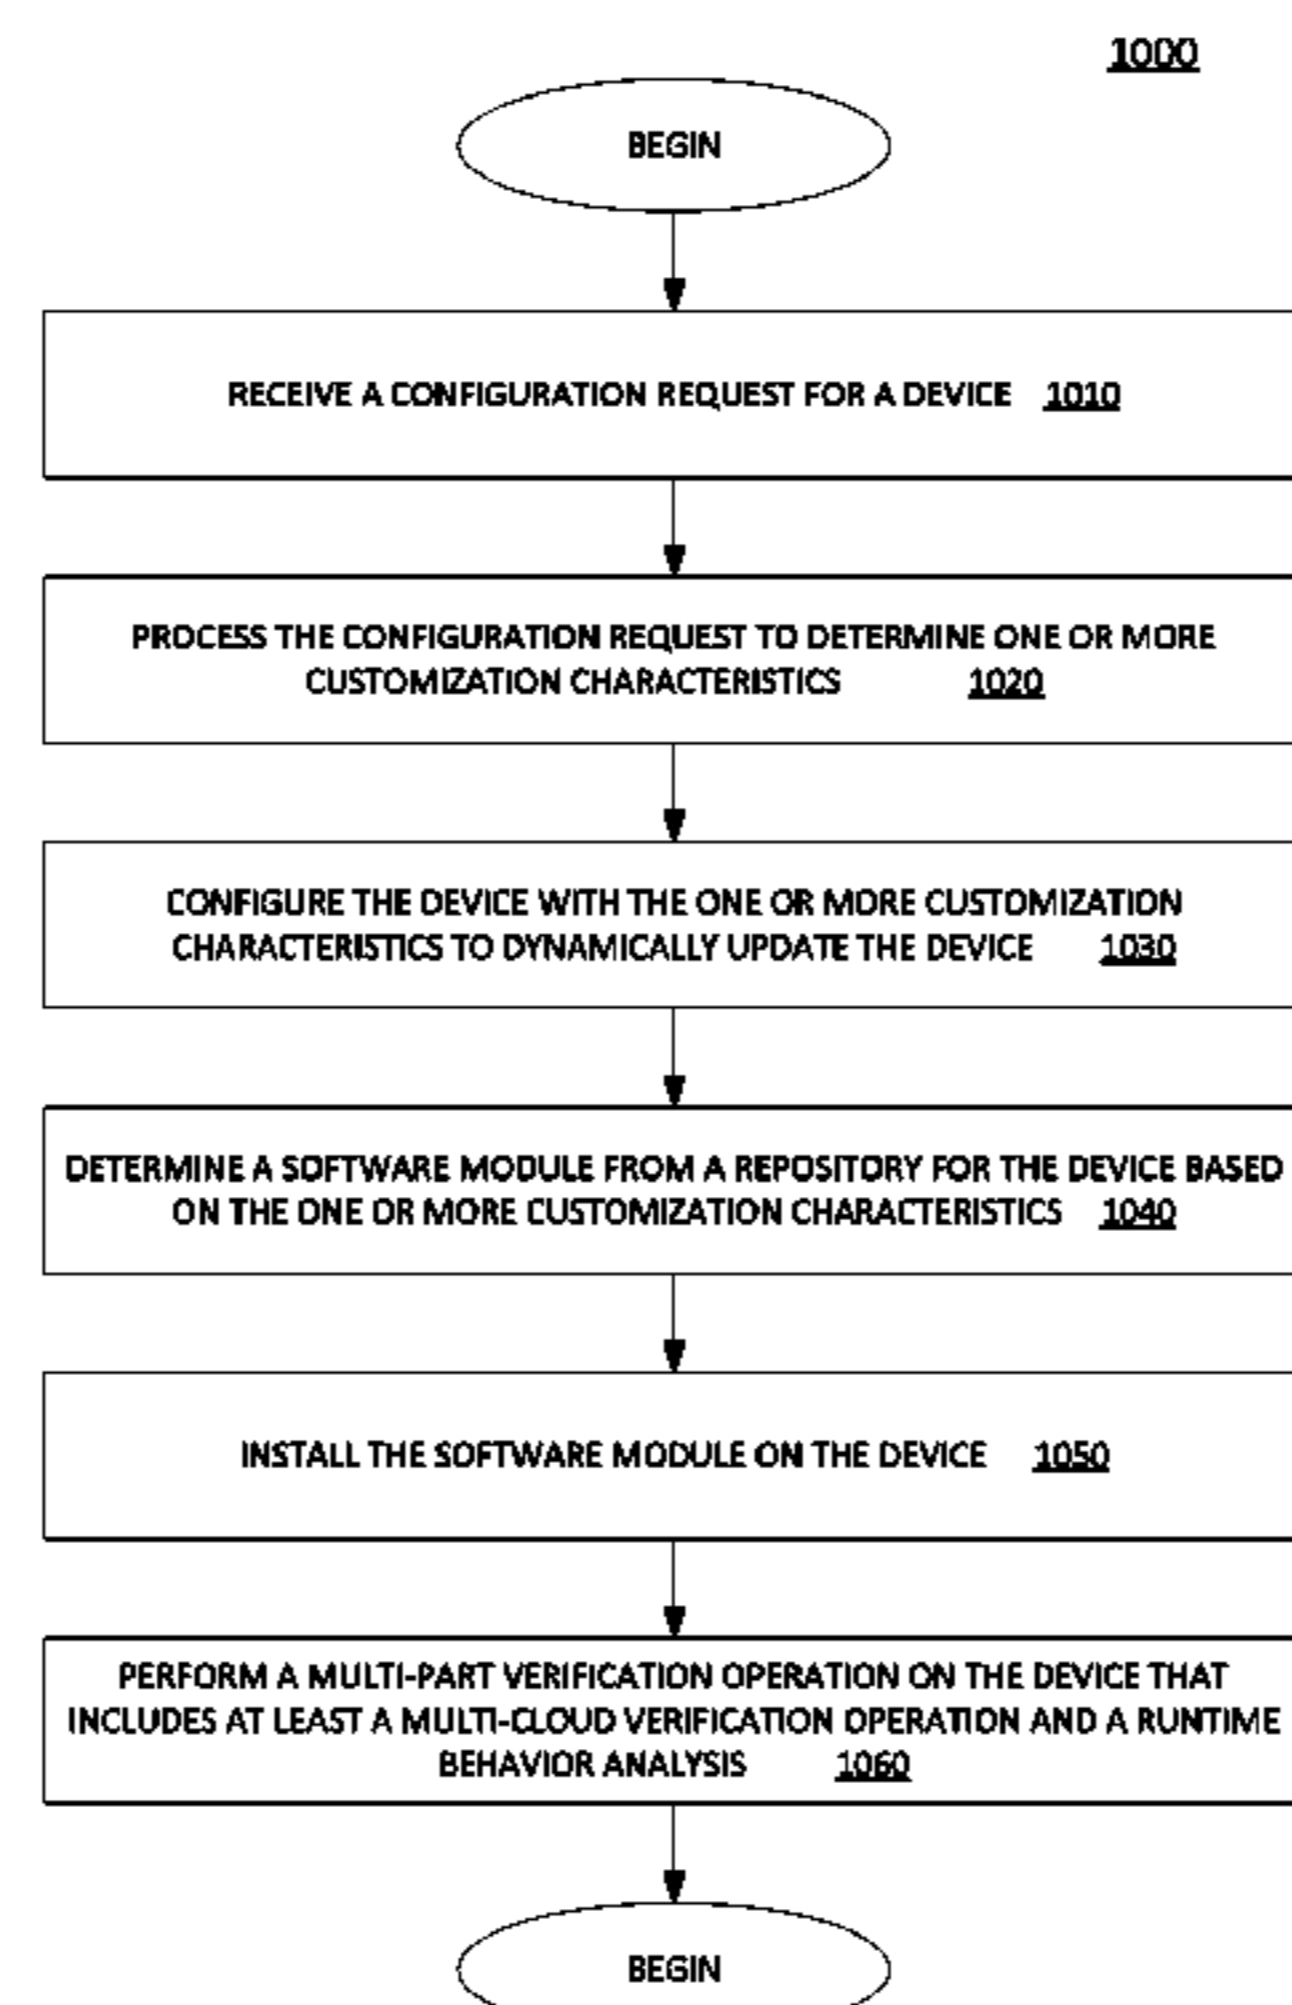 1000
BEGIN
RECEIVE A CONFIGURATION REQUEST FOR A DEVICE 1010
PROCESS THE CONFIGURATION REQUEST TO DETERMINE ONE OR MORE
CUSTOMIZATION CHARACTERISTICS 1020
CONFIGURE THE DEVICE WITH THE ONE OR MORE CUSTOMIZATION
CHARACTERISTICS TO DYNAMICALLY UPDATE THE DEVICE 1030
DETERMINE A SOFTWARE MODULE FROM A REPOSITORY FOR THE DEVICE BASED
ON THE ONE OR MORE CUSTOMIZATION CHARACTERISTICS 1040
INSTALL THE SOFTWARE MODULE ON THE DEVICE 1050
PERFORM A MULTI-PART VERIFICATION OPERATION ON THE DEVICE THAT
INCLUDES AT LEAST A MULTI-CLOUD VERIFICATION OPERATION AND A RUNTIME
BEHAVIOR ANALYSIS 1060
BEGIN